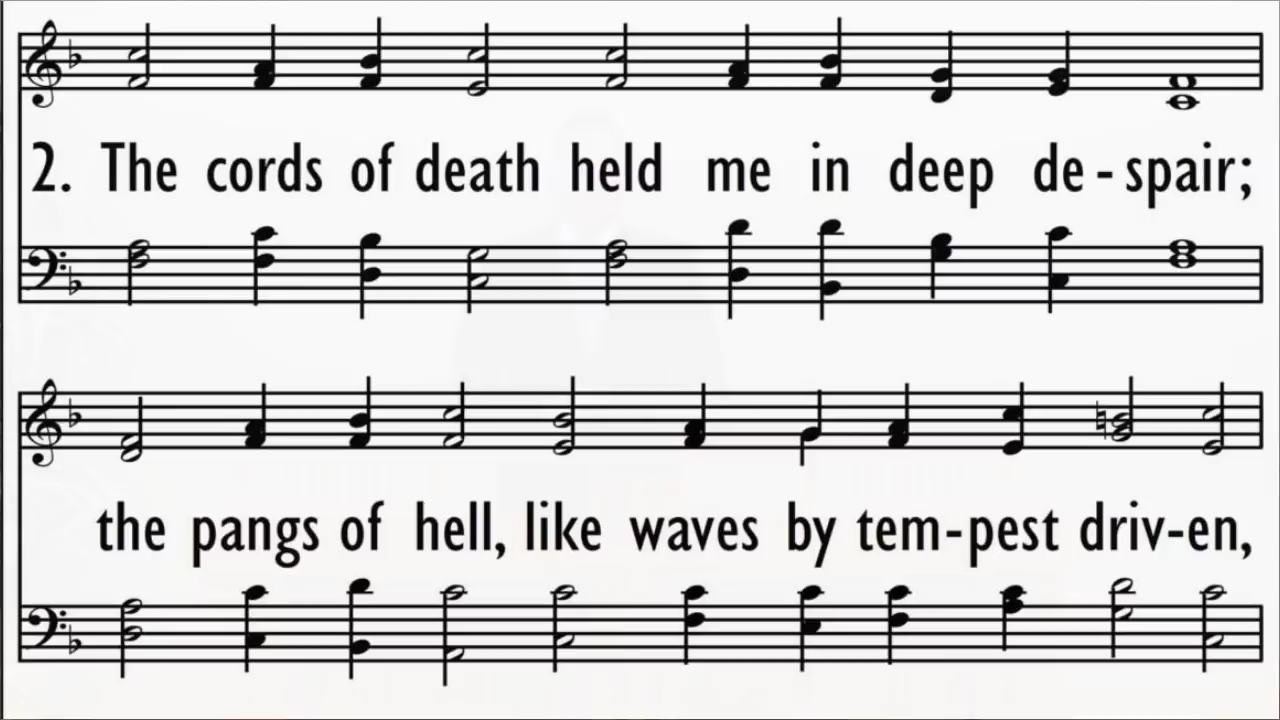 2. The cords of death held me in deep de-spair;
the pangs of hell, like waves by tem-pest driv-en,